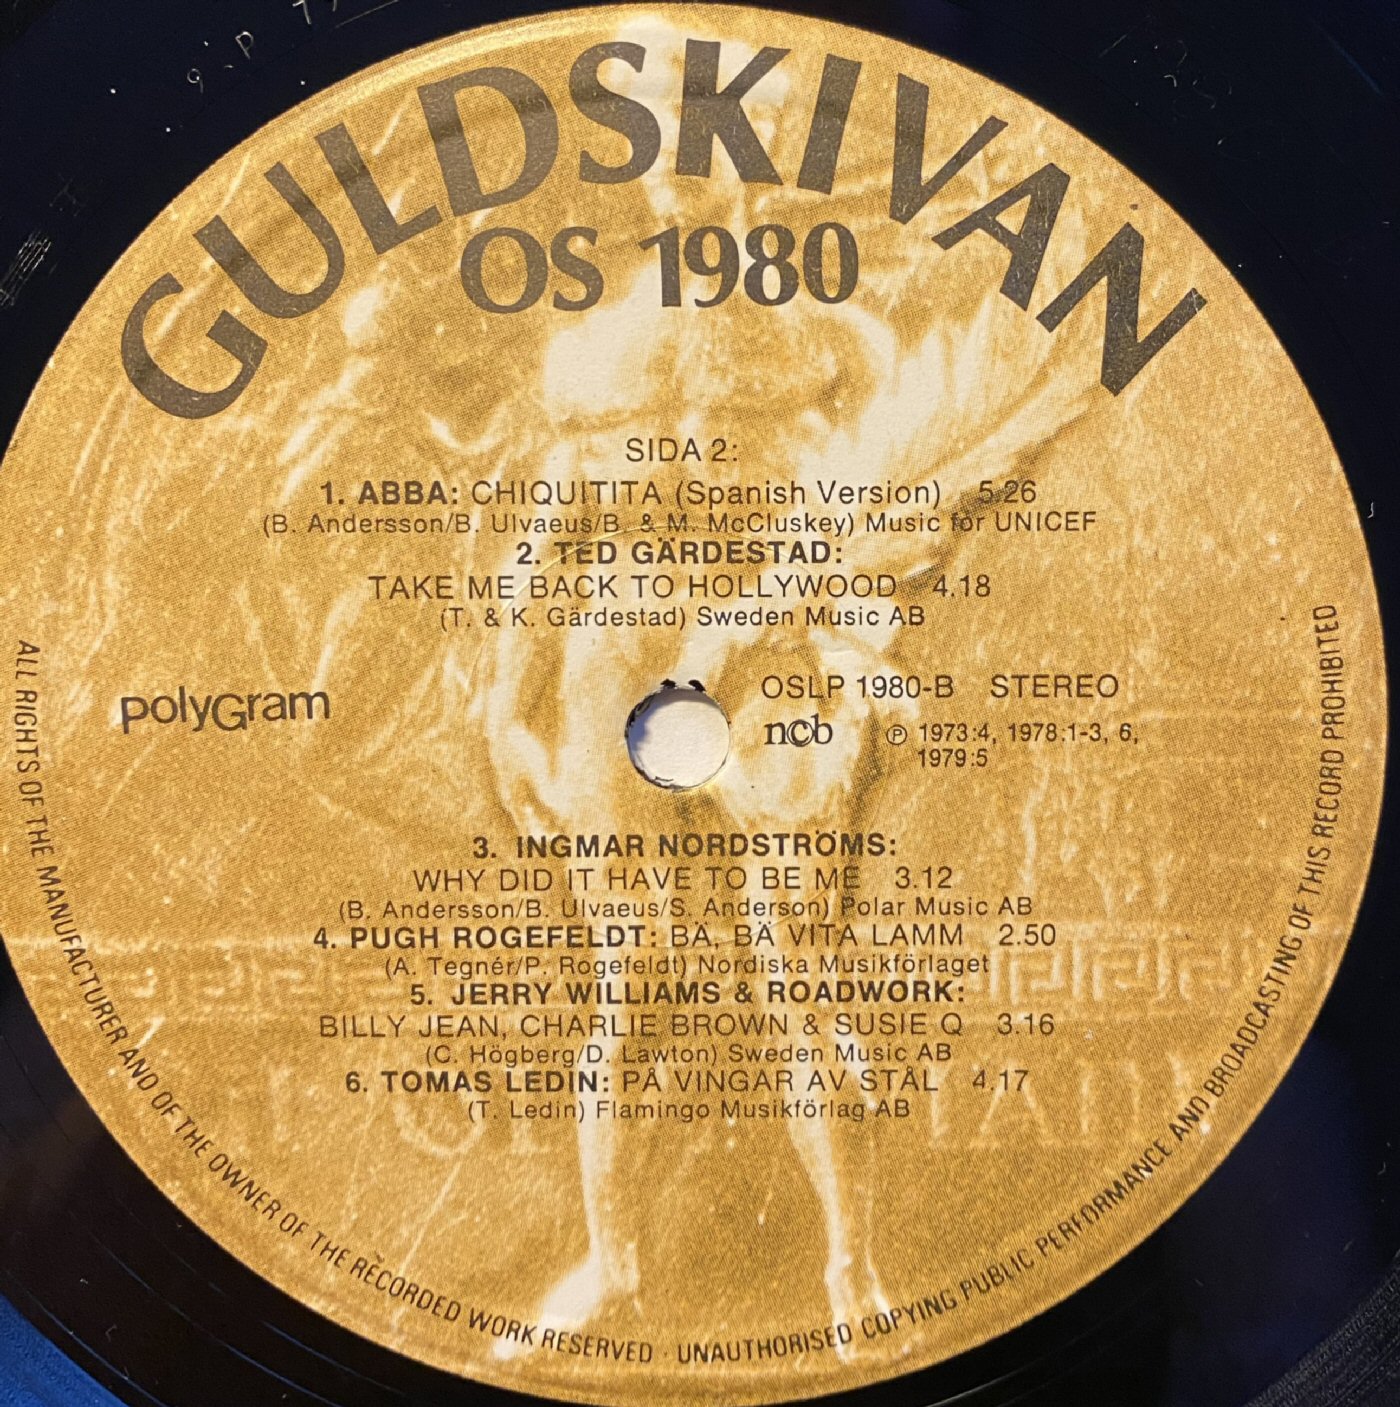 GULDSKIVAN
OS 1980
SIDA 2:
1. ABBA: CHIQUITITA (Spanish Version) 5.26
(B. Andersson/B. Ulvaeus/B. & M. McCluskey) Music for UNICEF
2. TED GÄRDESTAD:
TAKE ME BACK TO HOLLYWOOD 4.18
(T. & K. Gärdestad) Sweden Music AB
polyGram
OSLP 1980-B STEREO
ncb ℗ 1973:4, 1978:1-3, 6,
1979:5
3. INGMAR NORDSTRÖMS:
WHY DID IT HAVE TO BE ME 3.12
(B. Andersson/B. Ulvaeus/S. Anderson) Polar Music AB
4. PUGH ROGEFELDT: BÄ, BÄ VITA LAMM 2.50
(A. Tegnér/P. Rogefeldt) Nordiska Musikförlaget
5. JERRY WILLIAMS & ROADWORK:
BILLY JEAN, CHARLIE BROWN & SUSIE Q 3.16
(C. Högberg/D. Lawton) Sweden Music AB
6. TOMAS LEDIN: PÅ VINGAR AV STÅL 4.17
(T. Ledin) Flamingo Musikförlag AB
ALL RIGHTS OF THE MANUFACTURER AND OF THE OWNER OF THE RECORDED WORK RESERVED · UNAUTHORISED COPYING PUBLIC PERFORMANCE AND BROADCASTING OF THIS RECORD PROHIBITED